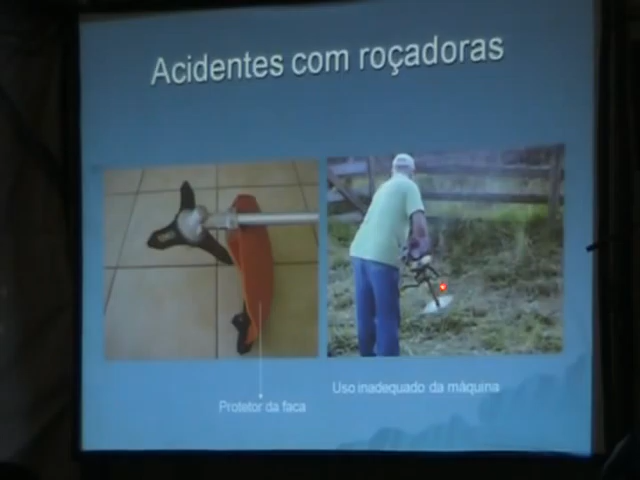 Acidentes com roçadoras
Uso inadequado da máquina
Protetor da faca